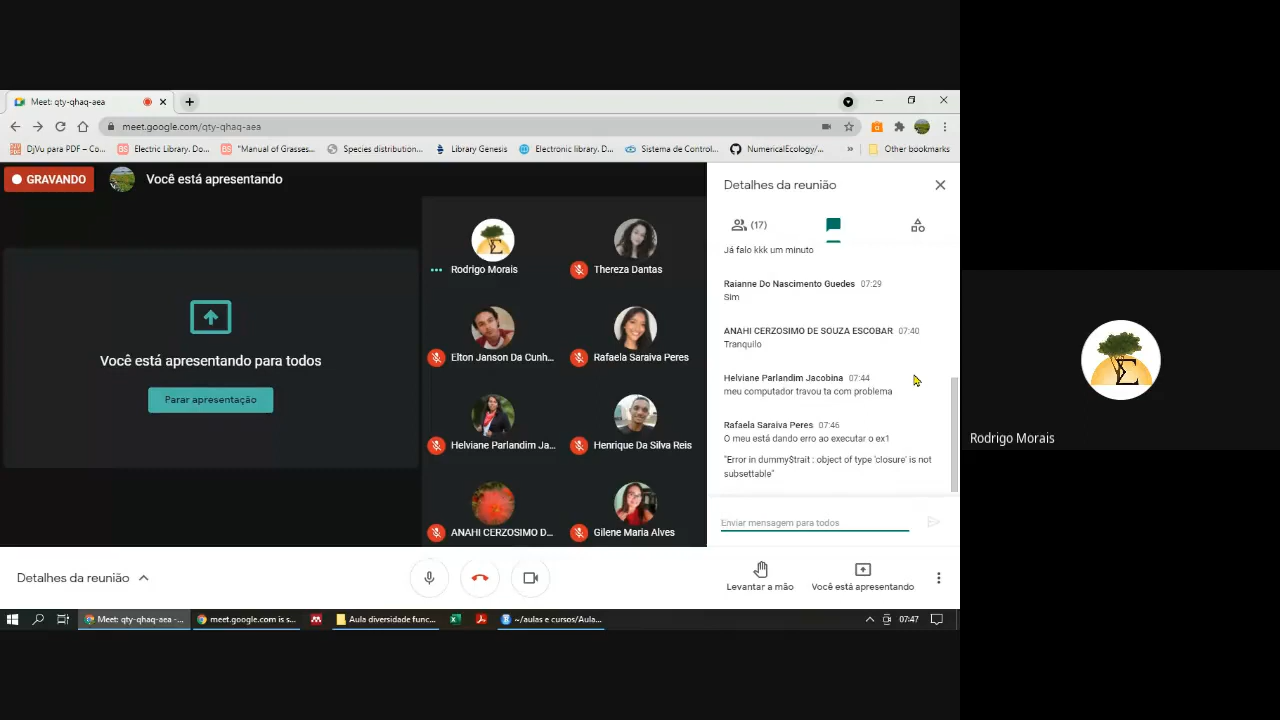 Meet: qty-qhaq-aea
meet.google.com/qty-qhaq-aea
DjVu para PDF – Co...
Electric Library. Do...
"Manual of Grasses...
Species distribution...
Library Genesis
Electronic library. D...
Sistema de Control...
NumericalEcology/...
»
Other bookmarks
GRAVANDO
Você está apresentando
Detalhes da reunião
(17)
Já falo kkk um minuto
Rodrigo Morais
Thereza Dantas
Raianne Do Nascimento Guedes 07:29
Sim
ANAHI CERZOSIMO DE SOUZA ESCOBAR 07:40
Tranquilo
Você está apresentando para todos
Parar apresentação
Elton Janson Da Cunh...
Rafaela Saraiva Peres
Helviane Parlandim Jacobina 07:44
meu computador travou ta com problema
Rafaela Saraiva Peres 07:46
O meu está dando erro ao executar o ex1
"Error in dummy$trait : object of type 'closure' is not
subsettable"
Helviane Parlandim Ja...
Henrique Da Silva Reis
ANAHI CERZOSIMO D...
Gilene Maria Alves
Enviar mensagem para todos
Rodrigo Morais
Detalhes da reunião
Levantar a mão
Você está apresentando
Meet: qty-qhaq-aea -...
meet.google.com is s...
Aula diversidade func...
~/aulas e cursos/Aula...
07:47